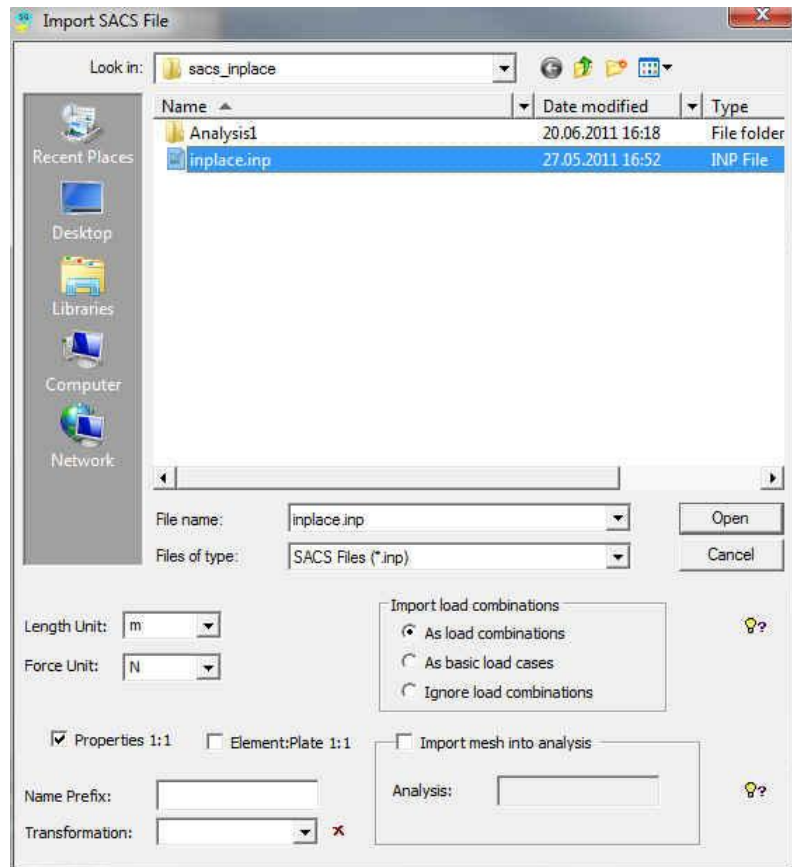 Import SACS File
Look in: sacs_inplace
Name Date modified Type
Analysis1 20.06.2011 16:18 File folder
inplace.inp 27.05.2011 16:52 INP File
Recent Places
Desktop
Libraries
Computer
Network
File name: inplace.inp Open
Files of type: SACS Files (*.inp) Cancel
Import load combinations
Length Unit: m As load combinations
Force Unit: N As basic load cases
Ignore load combinations
Properties 1:1 Element:Plate 1:1 Import mesh into analysis
Name Prefix: Analysis:
Transformation: